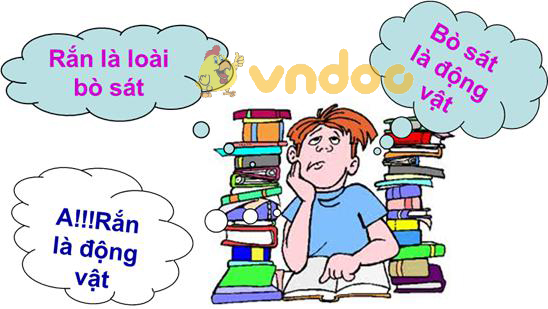 Rắn là loài
bò sát
vndoc
Bò sát
là động
vật
A!!!Rắn
là động
vật